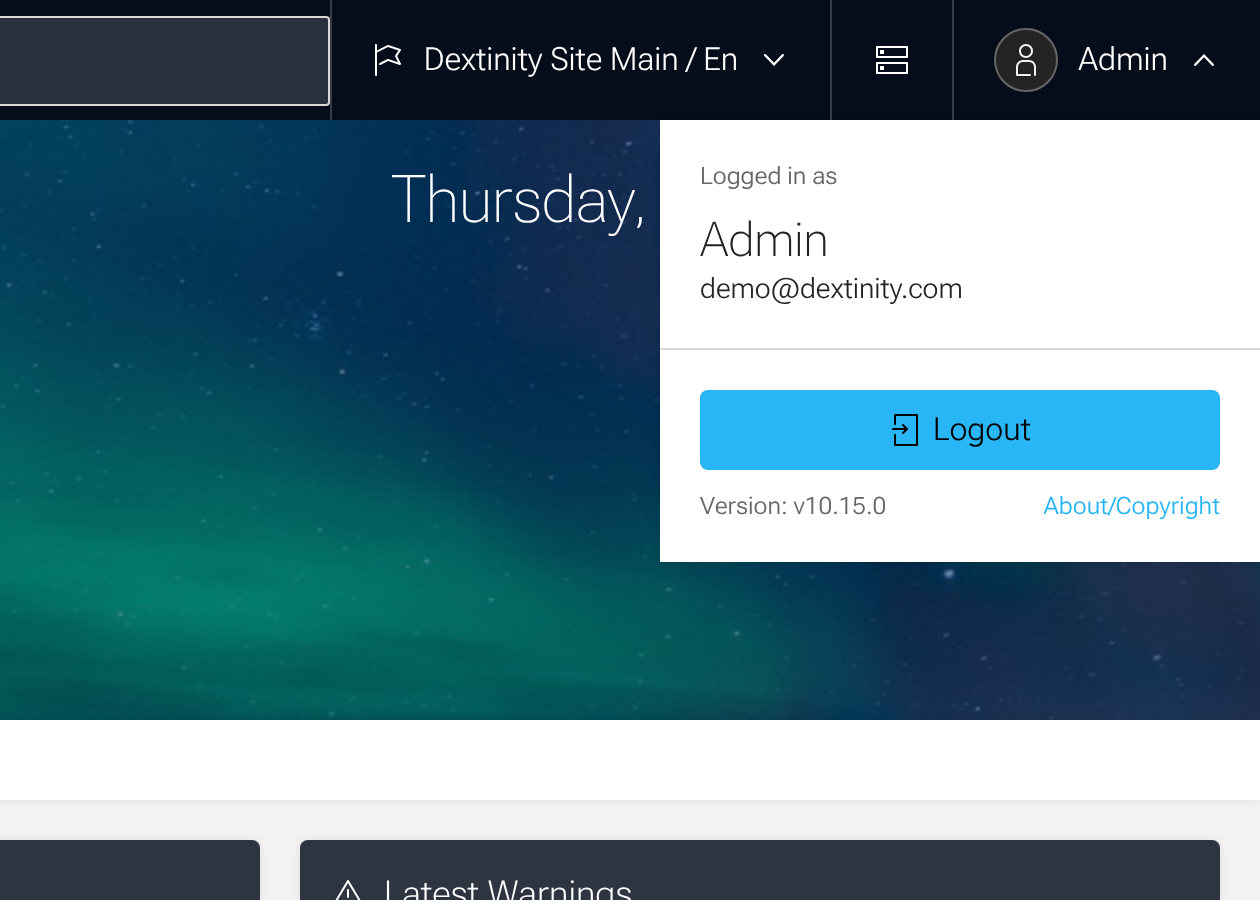 Dextinity Site Main / En
Admin
Thursday,
Logged in as
Admin
demo@dextinity.com
Logout
Version: v10.15.0
About/Copyright
Latest Warnings